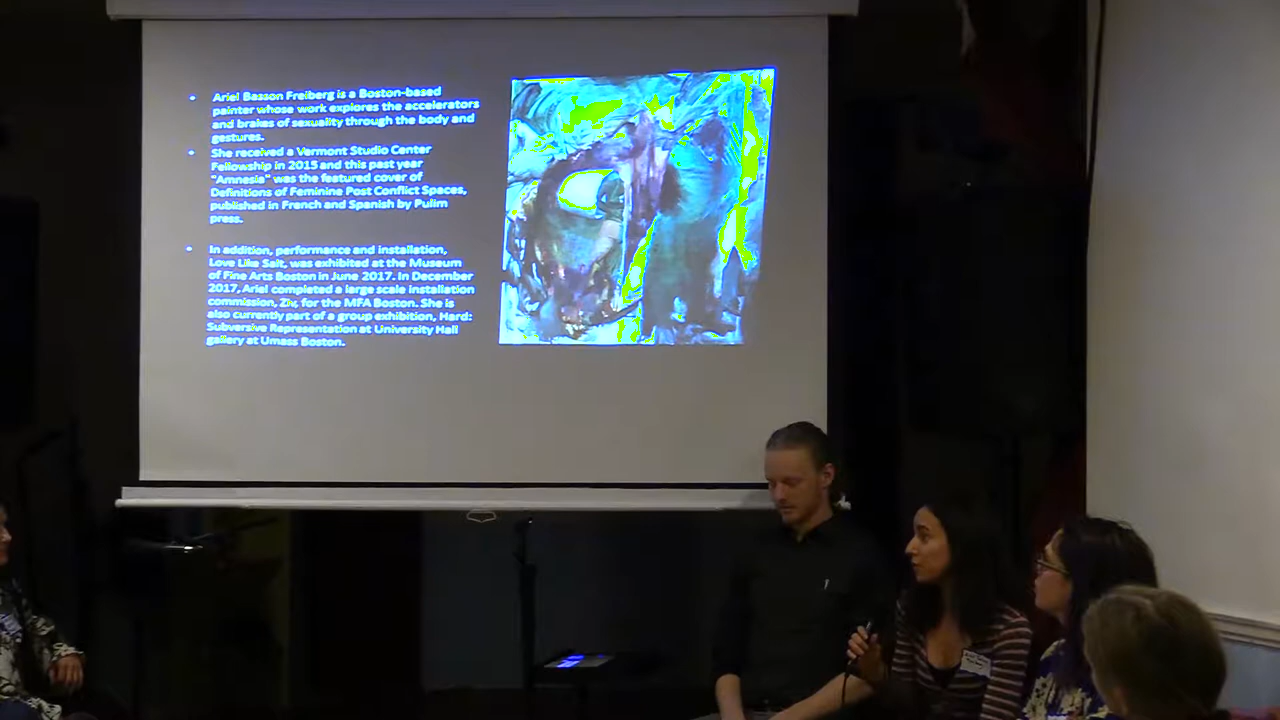 Ariel Basson Freiberg is a Boston-based
painter whose work explores the accelerators
and brakes of sexuality through the body and
gestures.
She received a Vermont Studio Center
Fellowship in 2015 and this past year
"Amnesia" was the featured cover of
Definitions of Feminine Post Conflict Spaces,
published in French and Spanish by Pulim
press.
In addition, performance and installation,
Love Like Salt, was exhibited at the Museum
of Fine Arts Boston in June 2017. In December
2017, Ariel completed a large scale installation
commission, Ziv, for the MFA Boston. She is
also currently part of a group exhibition, Hard:
Subversive Representation at University Hall
gallery at Umass Boston.